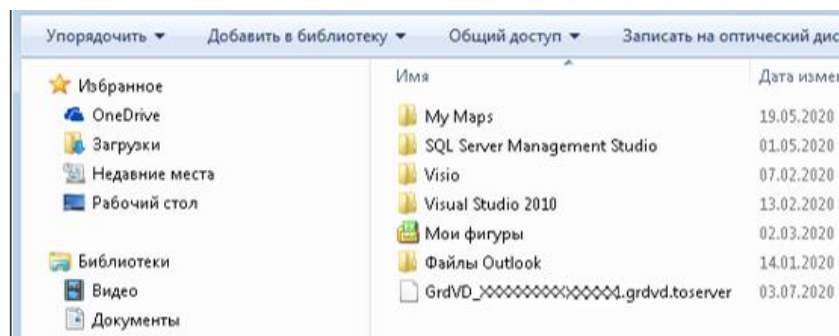 Упорядочить Добавить в библиотеку Общий доступ Записать на оптический дис
Имя Дата измен
Избранное
OneDrive
Загрузки
Недавние места
Рабочий стол
Библиотеки
Видео
Документы
My Maps 19.05.2020
SQL Server Management Studio 01.05.2020
Visio 07.02.2020
Visual Studio 2010 13.02.2020
Мои фигуры 02.03.2020
Файлы Outlook 14.01.2020
GrdVD_ .grdvd.toserver 03.07.2020